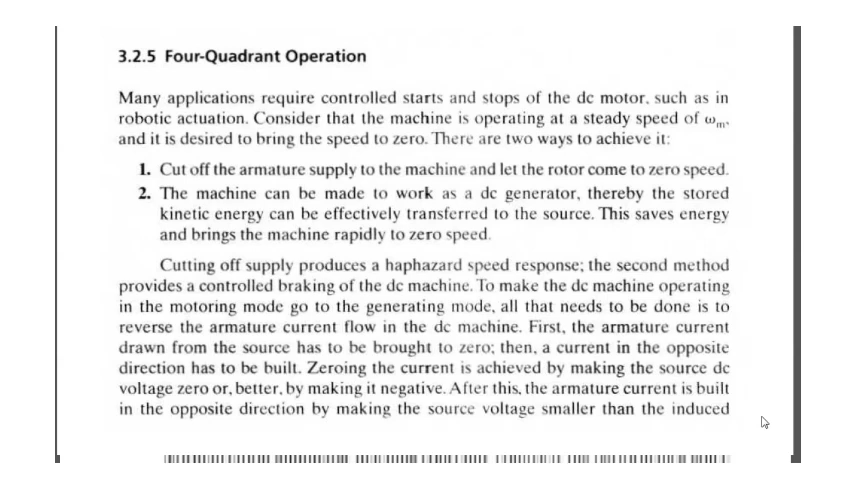 3.2.5 Four-Quadrant Operation
Many applications require controlled starts and stops of the dc motor, such as in
robotic actuation. Consider that the machine is operating at a steady speed of ωm,
and it is desired to bring the speed to zero. There are two ways to achieve it:
1. Cut off the armature supply to the machine and let the rotor come to zero speed.
2. The machine can be made to work as a dc generator, thereby the stored
kinetic energy can be effectively transferred to the source. This saves energy
and brings the machine rapidly to zero speed.
Cutting off supply produces a haphazard speed response; the second method
provides a controlled braking of the dc machine. To make the dc machine operating
in the motoring mode go to the generating mode, all that needs to be done is to
reverse the armature current flow in the dc machine. First, the armature current
drawn from the source has to be brought to zero; then, a current in the opposite
direction has to be built. Zeroing the current is achieved by making the source dc
voltage zero or, better, by making it negative. After this, the armature current is built
in the opposite direction by making the source voltage smaller than the induced